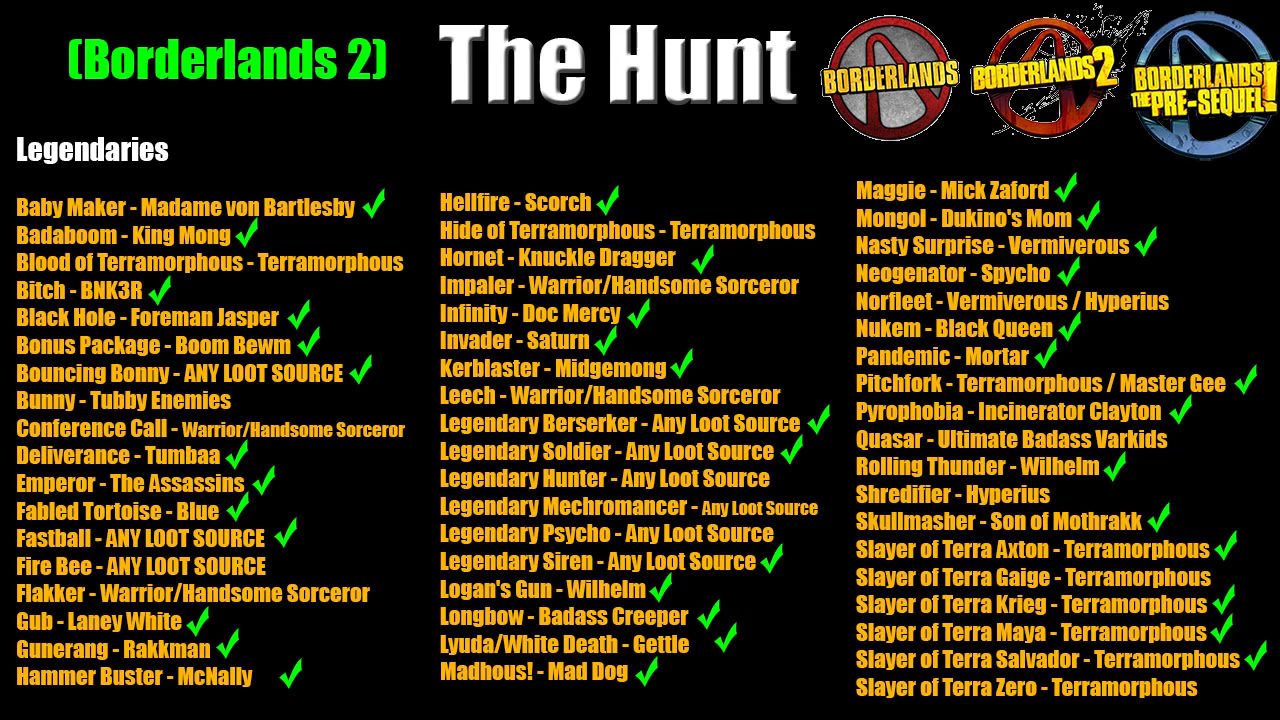 (Borderlands 2)
The Hunt
BORDERLANDS
BORDERLANDS 2
BORDERLANDS
THE PRE-SEQUEL!
Legendaries
Baby Maker - Madame von Bartlesby
Badaboom - King Mong
Blood of Terramorphous - Terramorphous
Bitch - BNK3R
Black Hole - Foreman Jasper
Bonus Package - Boom Bewm
Bouncing Bonny - ANY LOOT SOURCE
Bunny - Tubby Enemies
Conference Call - Warrior/Handsome Sorceror
Deliverance - Tumbaa
Emperor - The Assassins
Fabled Tortoise - Blue
Fastball - ANY LOOT SOURCE
Fire Bee - ANY LOOT SOURCE
Flakker - Warrior/Handsome Sorceror
Gub - Laney White
Gunerang - Rakkman
Hammer Buster - McNally
Hellfire - Scorch
Hide of Terramorphous - Terramorphous
Hornet - Knuckle Dragger
Impaler - Warrior/Handsome Sorceror
Infinity - Doc Mercy
Invader - Saturn
Kerblaster - Midgemong
Leech - Warrior/Handsome Sorceror
Legendary Berserker - Any Loot Source
Legendary Soldier - Any Loot Source
Legendary Hunter - Any Loot Source
Legendary Mechromancer - Any Loot Source
Legendary Psycho - Any Loot Source
Legendary Siren - Any Loot Source
Logan's Gun - Wilhelm
Longbow - Badass Creeper
Lyuda/White Death - Gettle
Madhous! - Mad Dog
Maggie - Mick Zaford
Mongol - Dukino's Mom
Nasty Surprise - Vermiverous
Neogenator - Spycho
Norfleet - Vermiverous / Hyperius
Nukem - Black Queen
Pandemic - Mortar
Pitchfork - Terramorphous / Master Gee
Pyrophobia - Incinerator Clayton
Quasar - Ultimate Badass Varkids
Rolling Thunder - Wilhelm
Shredifier - Hyperius
Skullmasher - Son of Mothrakk
Slayer of Terra Axton - Terramorphous
Slayer of Terra Gaige - Terramorphous
Slayer of Terra Krieg - Terramorphous
Slayer of Terra Maya - Terramorphous
Slayer of Terra Salvador - Terramorphous
Slayer of Terra Zero - Terramorphous